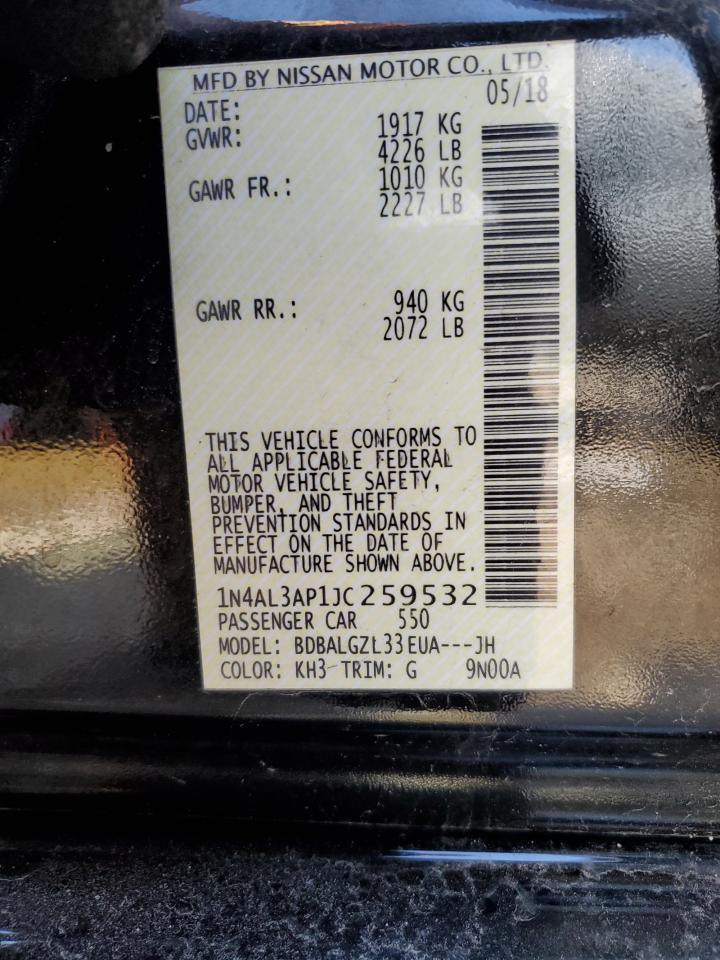 MFD BY NISSAN MOTOR CO., LTD.
DATE: 05/18
GVWR: 1917 KG
4226 LB
GAWR FR.: 1010 KG
2227 LB
GAWR RR.: 940 KG
2072 LB
THIS VEHICLE CONFORMS TO
ALL APPLICABLE FEDERAL
MOTOR VEHICLE SAFETY,
BUMPER, AND THEFT
PREVENTION STANDARDS IN
EFFECT ON THE DATE OF
MANUFACTURE SHOWN ABOVE.
1N4AL3AP1JC259532
PASSENGER CAR 550
MODEL: BDBALGZL33EUA---JH
COLOR: KH3 TRIM: G 9N00A